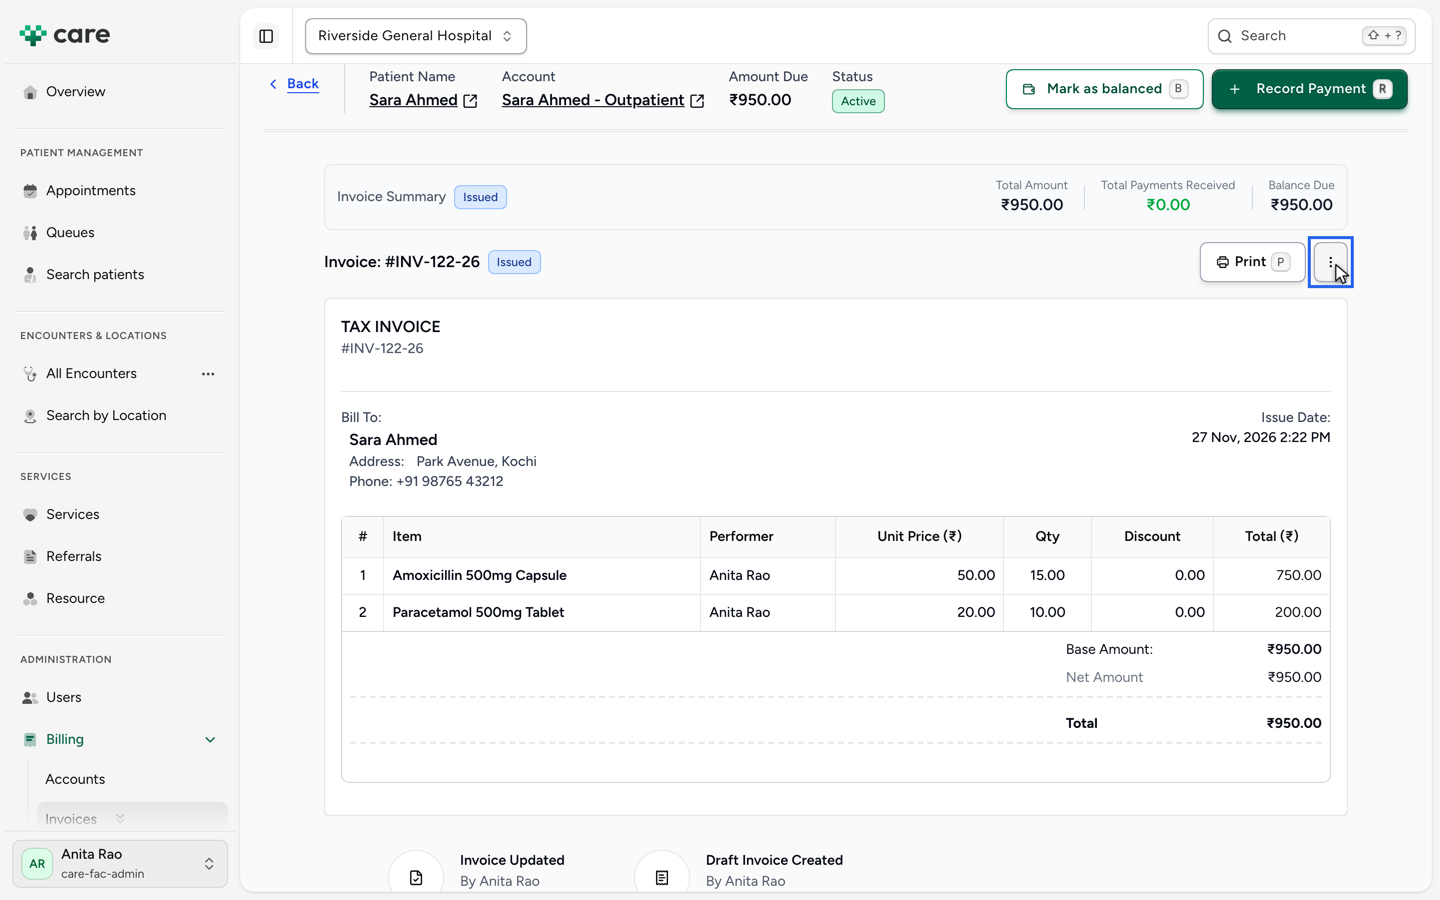 care
Riverside General Hospital
Search
+ ?
Overview
PATIENT MANAGEMENT
Appointments
Queues
Search patients
ENCOUNTERS & LOCATIONS
All Encounters
Search by Location
SERVICES
Services
Referrals
Resource
ADMINISTRATION
Users
Billing
Accounts
Invoices
AR
Anita Rao
care-fac-admin
Back
Patient Name
Sara Ahmed
Account
Sara Ahmed - Outpatient
Amount Due
₹950.00
Status
Active
Mark as balanced B
+ Record Payment R
Invoice Summary Issued
Total Amount
₹950.00
Total Payments Received
₹0.00
Balance Due
₹950.00
Invoice: #INV-122-26 Issued
Print P
TAX INVOICE
#INV-122-26
Bill To:
Sara Ahmed
Address: Park Avenue, Kochi
Phone: +91 98765 43212
Issue Date:
27 Nov, 2026 2:22 PM
# Item Performer Unit Price (₹) Qty Discount Total (₹)
1 Amoxicillin 500mg Capsule Anita Rao 50.00 15.00 0.00 750.00
2 Paracetamol 500mg Tablet Anita Rao 20.00 10.00 0.00 200.00
Base Amount: ₹950.00
Net Amount ₹950.00
Total ₹950.00
Invoice Updated
By Anita Rao
Draft Invoice Created
By Anita Rao